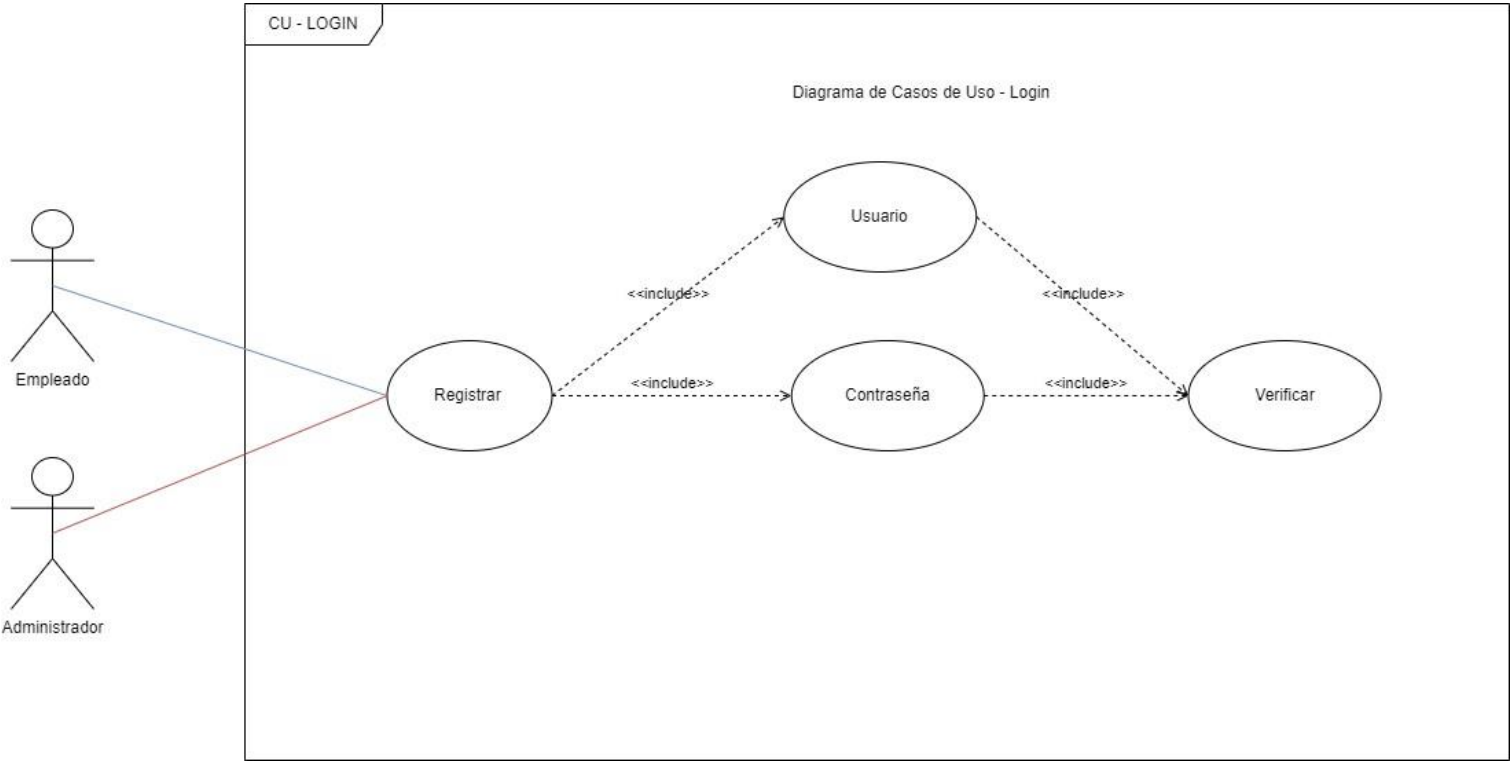 CU - LOGIN
Diagrama de Casos de Uso - Login
Usuario
<<include>>
<<include>>
Empleado
Registrar
<<include>>
Contraseña
<<include>>
Verificar
Administrador